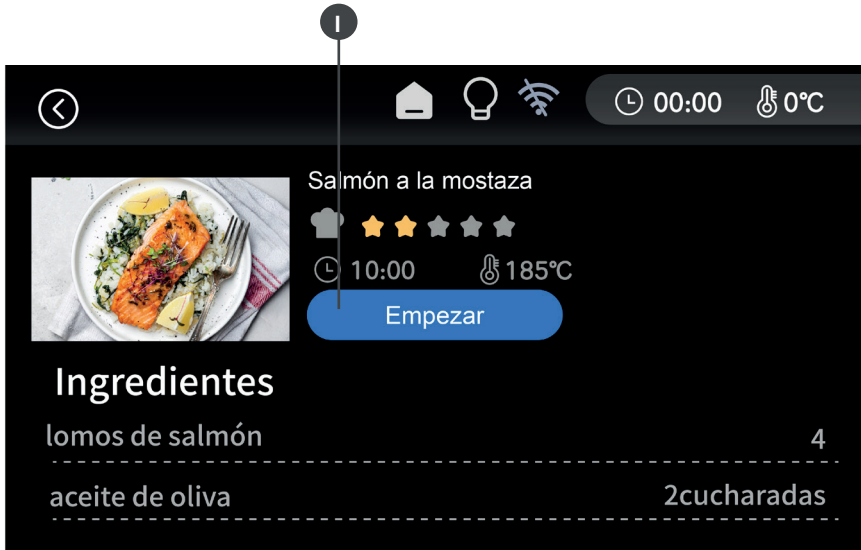 I
00:00 0°C
Salmón a la mostaza
10:00 185°C
Empezar
Ingredientes
lomos de salmón 4
aceite de oliva 2cucharadas